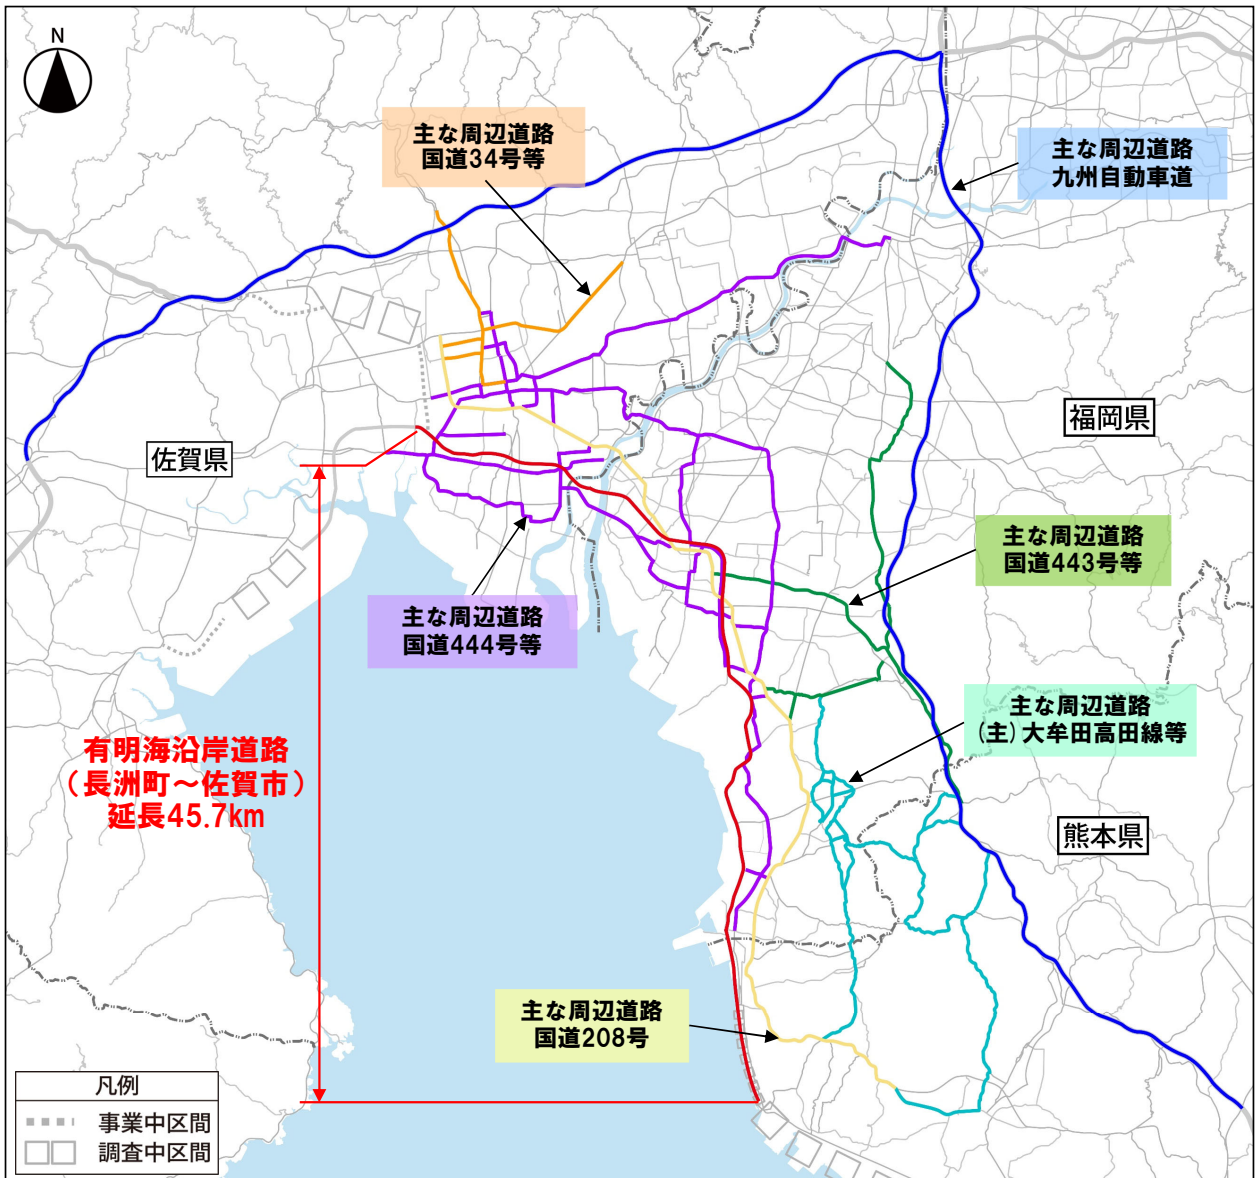 N
主な周辺道路
国道34号等
主な周辺道路
九州自動車道
福岡県
佐賀県
主な周辺道路
国道443号等
主な周辺道路
国道444号等
主な周辺道路
(主)大牟田高田線等
有明海沿岸道路
(長洲町～佐賀市)
延長45.7km
熊本県
主な周辺道路
国道208号
凡例
事業中区間
調査中区間